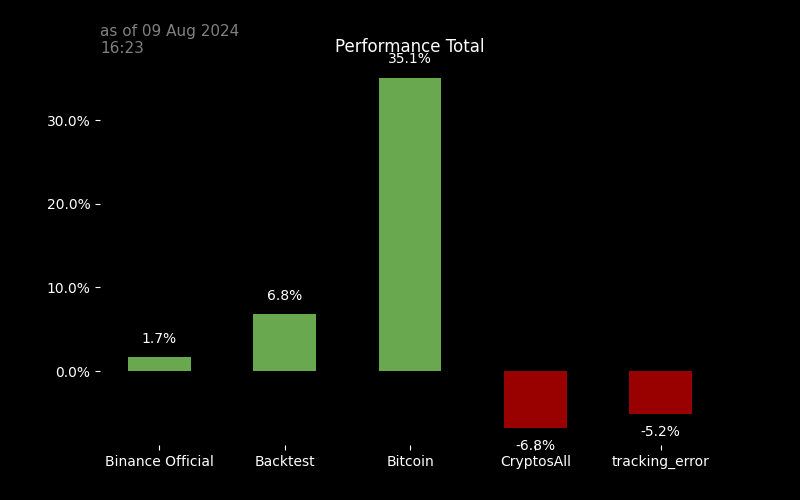 as of 09 Aug 2024
16:23
Performance Total
35.1%
30.0%
20.0%
10.0%
0.0%
1.7%
6.8%
-6.8%
-5.2%
Binance Official
Backtest
Bitcoin
CryptosAll
tracking_error